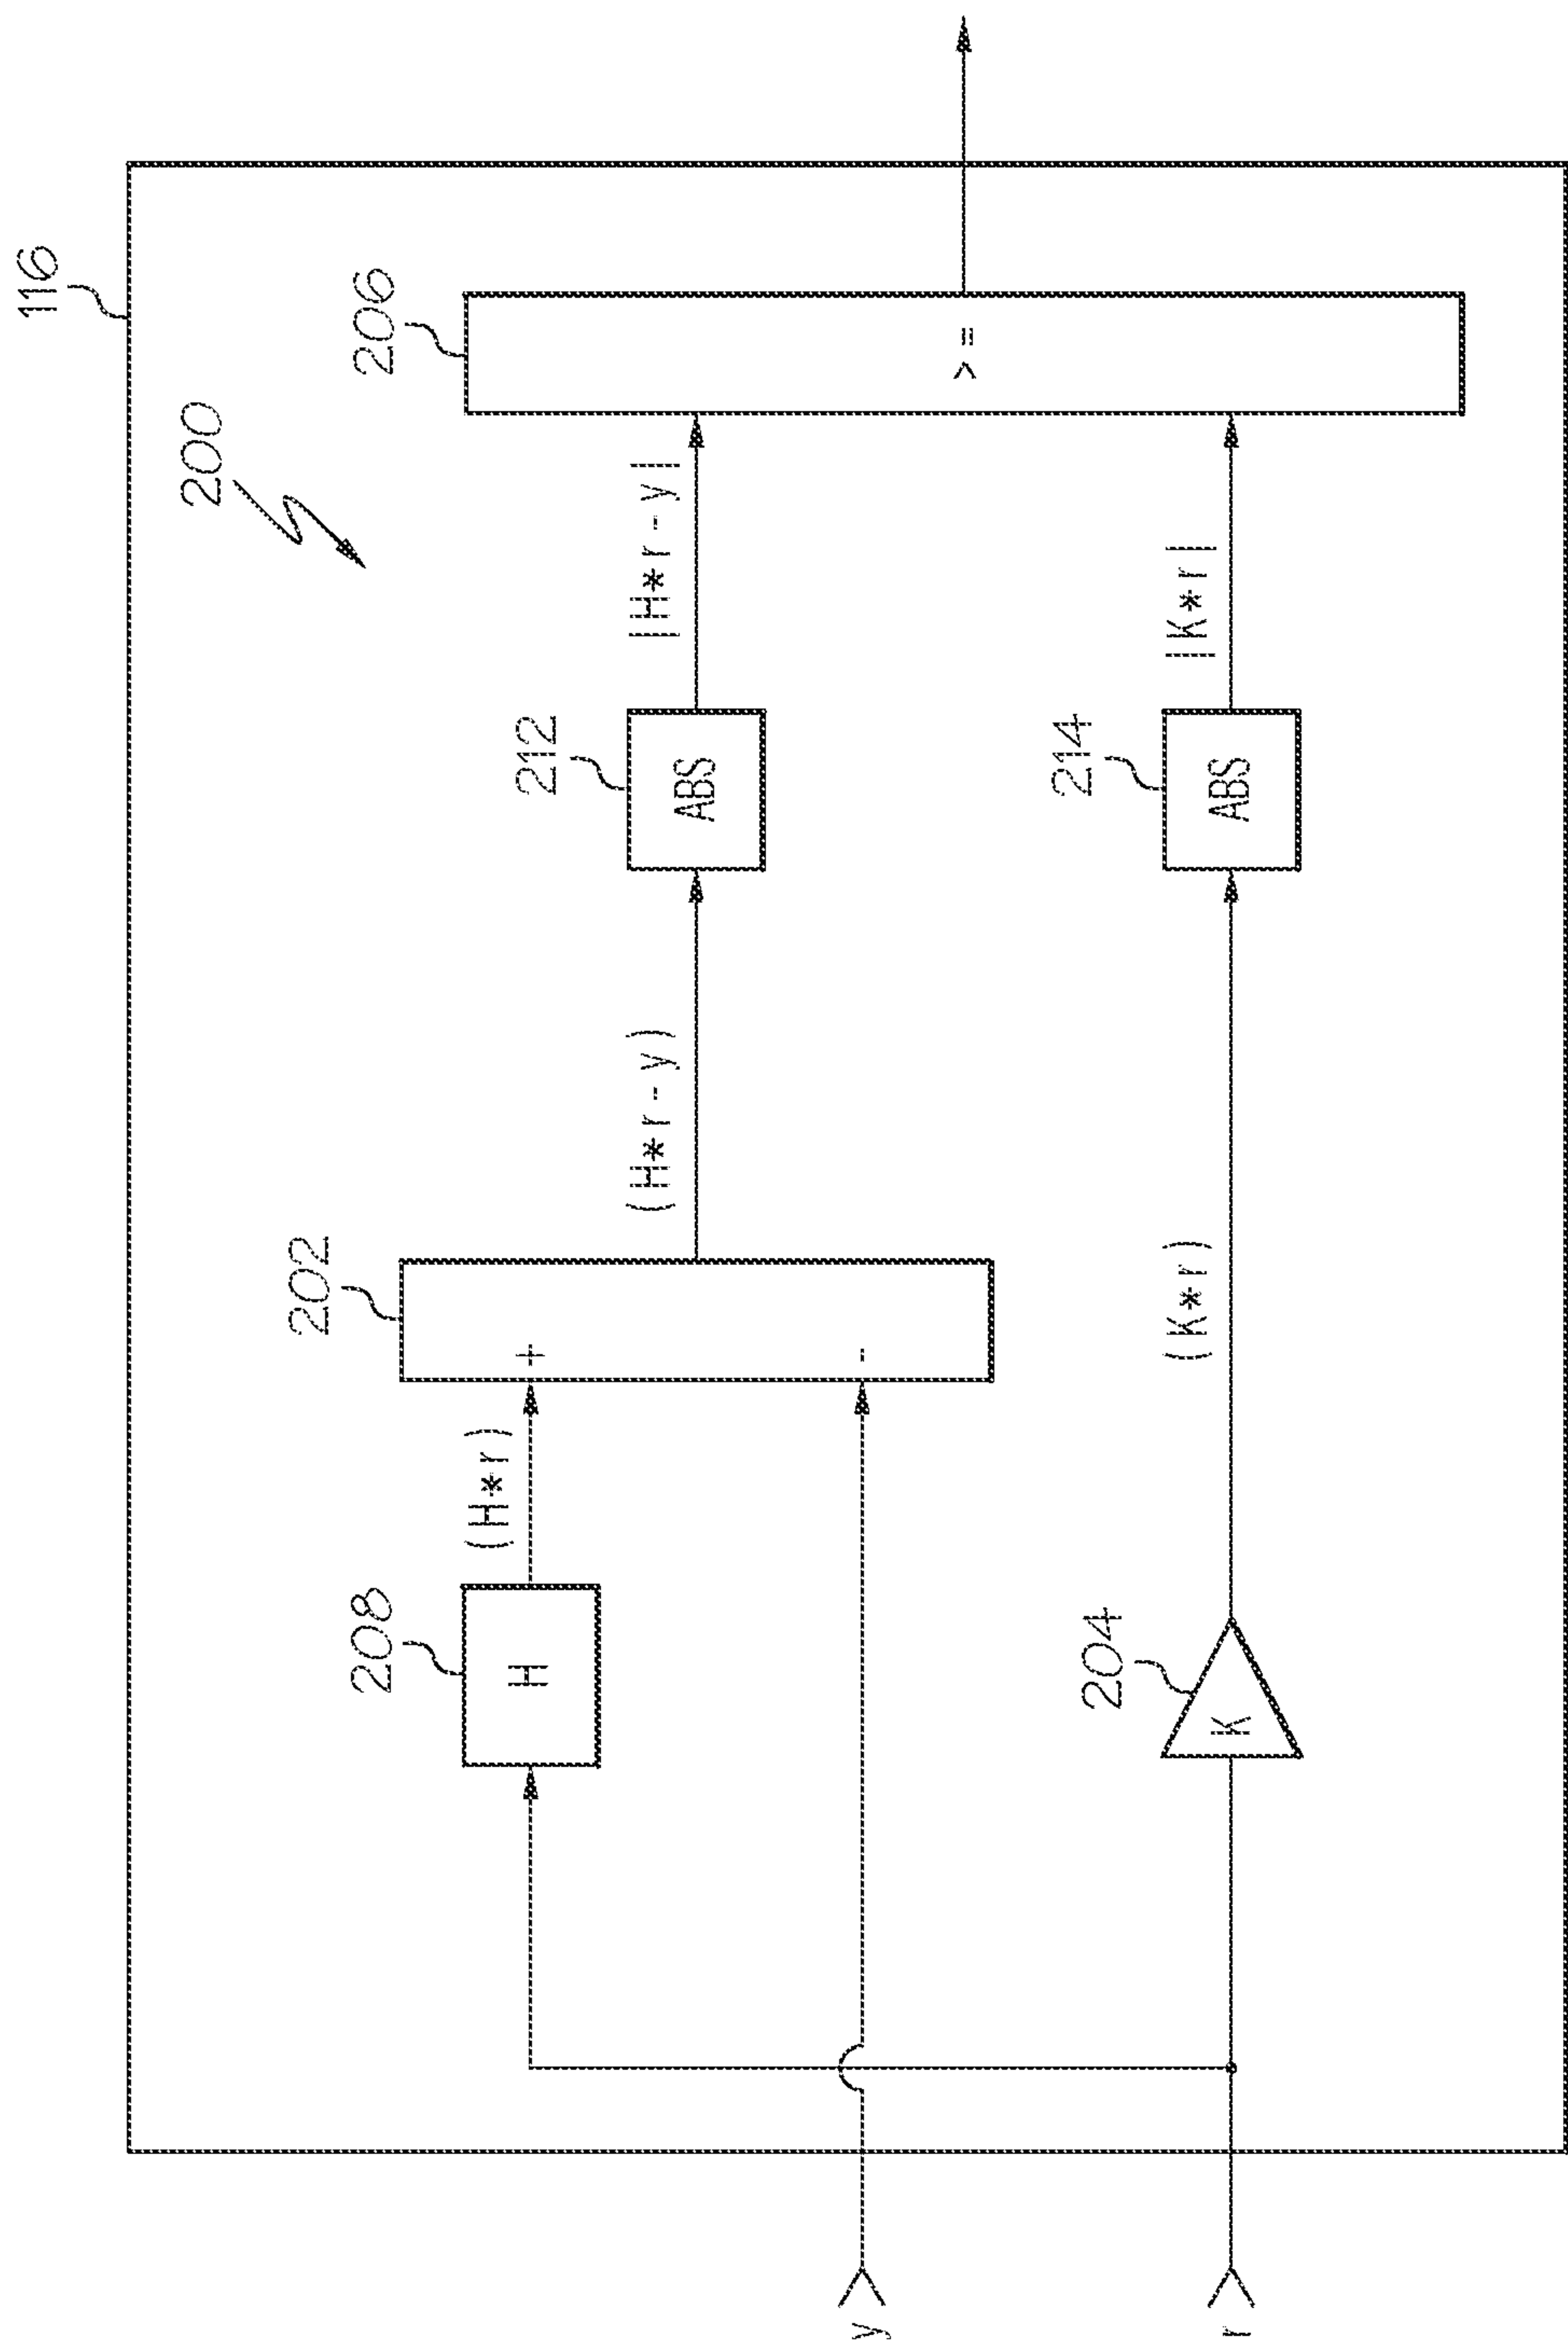 116
200
202
208
206
(H*r)
H
+
212
(H*r-y)
|H*r-y|
ABS
y
-
>=
204
214
(K*r)
|K*r|
r
K
ABS